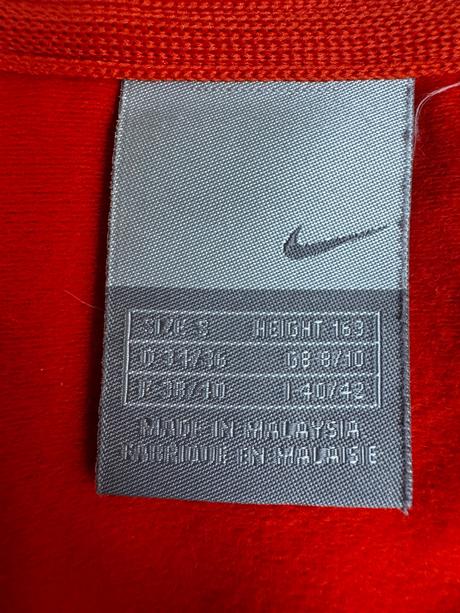 SIZE S HEIGHT 163
D 34/36 GB 8/10
F 38/40 I 40/42
MADE IN MALAYSIA
FABRIQUE EN MALAISIE